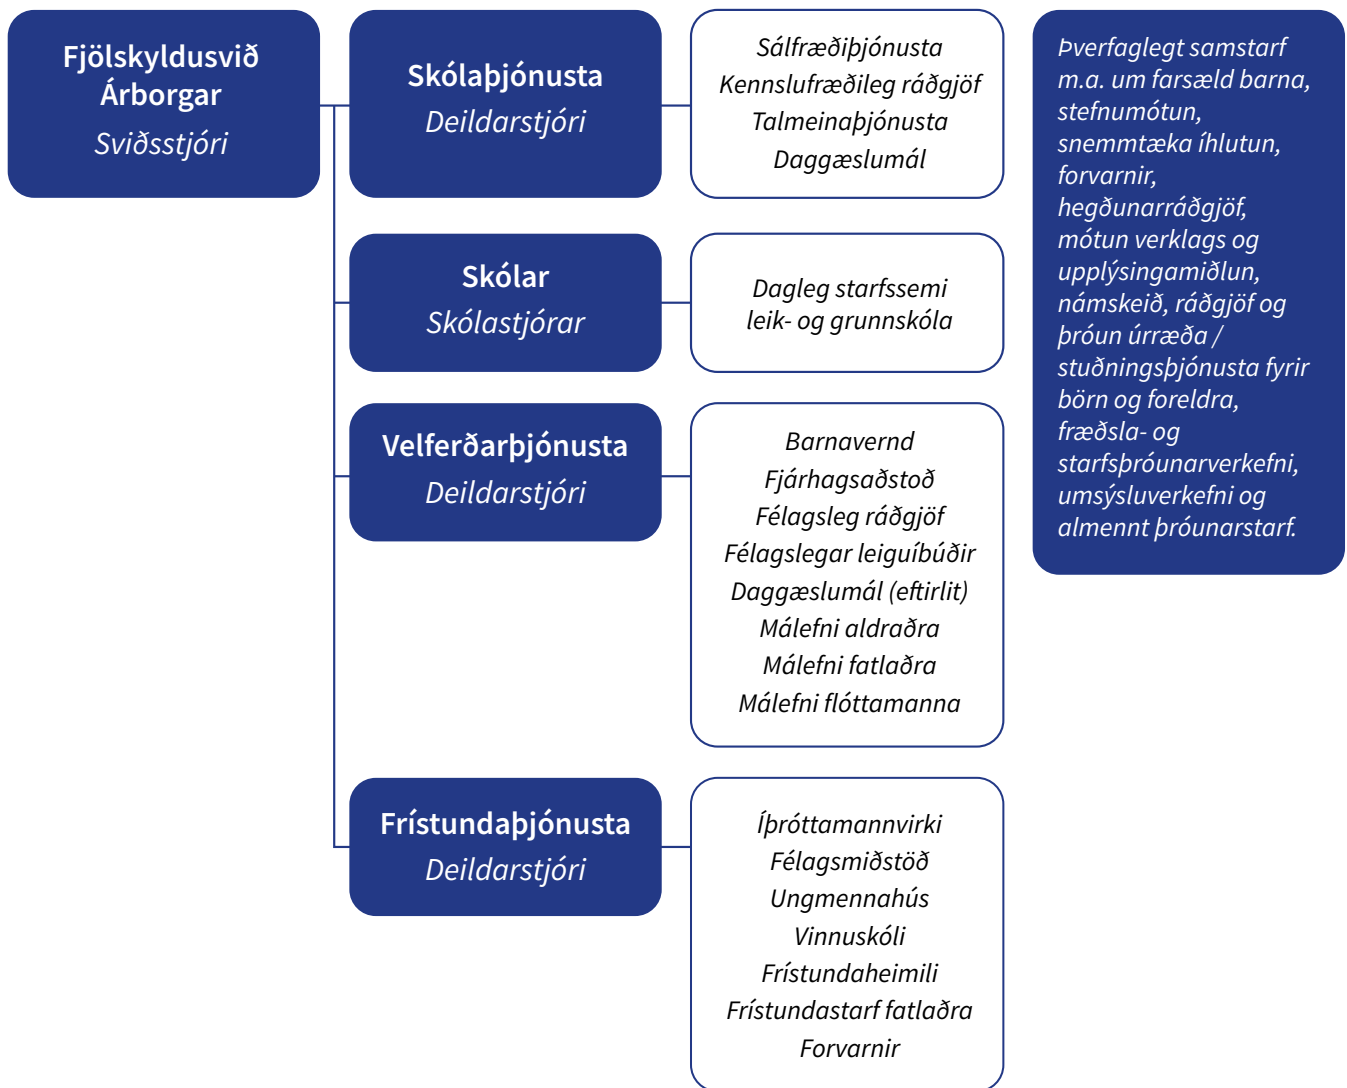 Fjölskyldusvið
Árborgar
Sviðsstjóri
Skólaþjónusta
Deildarstjóri
Sálfræðiþjónusta
Kennslufræðileg ráðgjöf
Talmeinaþjónusta
Daggæslumál
Skólar
Skólastjórar
Dagleg starfssemi
leik- og grunnskóla
Velferðarþjónusta
Deildarstjóri
Barnavernd
Fjárhagsaðstoð
Félagsleg ráðgjöf
Félagslegar leiguíbúðir
Daggæslumál (eftirlit)
Málefni aldraðra
Málefni fatlaðra
Málefni flóttamanna
Frístundaþjónusta
Deildarstjóri
Íþróttamannvirki
Félagsmiðstöð
Ungmennahús
Vinnuskóli
Frístundaheimili
Frístundastarf fatlaðra
Forvarnir
Þverfaglegt samstarf
m.a. um farsæld barna,
stefnumótun,
snemmtæka íhlutun,
forvarnir,
hegðunarráðgjöf,
mótun verklags og
upplýsingamiðlun,
námskeið, ráðgjöf og
þróun úrræða /
stuðningsþjónusta fyrir
börn og foreldra,
fræðsla- og
starfsþróunarverkefni,
umsýsluverkefni og
almennt þróunarstarf.